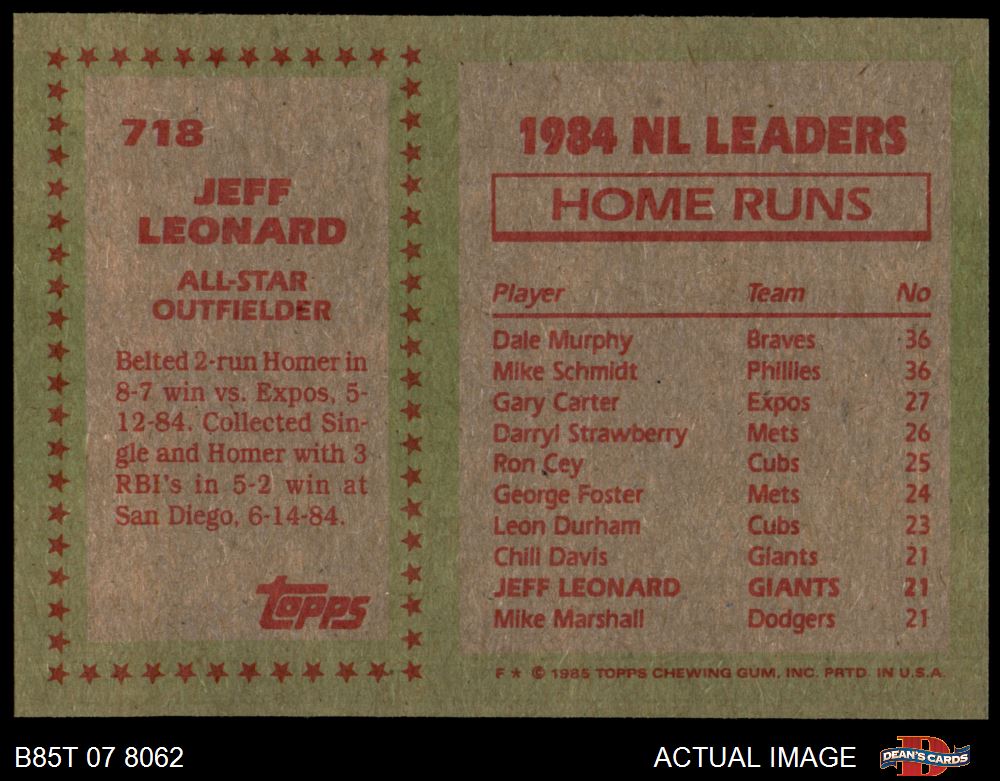 718
JEFF
LEONARD
ALL-STAR
OUTFIELDER
Belted 2-run Homer in
8-7 win vs. Expos, 5-
12-84. Collected Sin-
gle and Homer with 3
RBI's in 5-2 win at
San Diego, 6-14-84.
topps
1984 NL LEADERS
HOME RUNS
Player Team No
Dale Murphy Braves 36
Mike Schmidt Phillies 36
Gary Carter Expos 27
Darryl Strawberry Mets 26
Ron Cey Cubs 25
George Foster Mets 24
Leon Durham Cubs 23
Chili Davis Giants 21
JEFF LEONARD GIANTS 21
Mike Marshall Dodgers 21
F ★ © 1985 TOPPS CHEWING GUM, INC. PRTD. IN U.S.A.
B85T 07 8062
ACTUAL IMAGE
D
DEAN'S CARDS